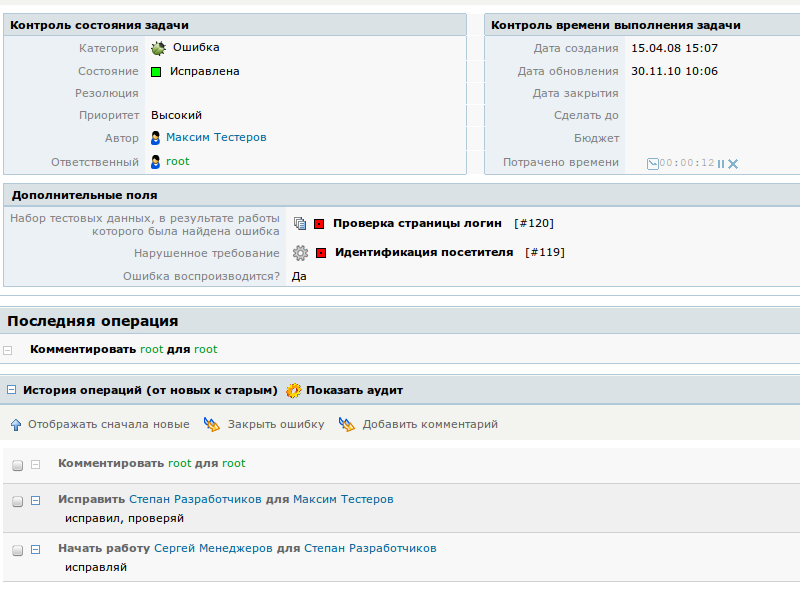 Контроль состояния задачи
Категория Ошибка
Состояние Исправлена
Резолюция
Приоритет Высокий
Автор Максим Тестеров
Ответственный root
Контроль времени выполнения задачи
Дата создания 15.04.08 15:07
Дата обновления 30.11.10 10:06
Дата закрытия
Сделать до
Бюджет
Потрачено времени 00:00:12
Дополнительные поля
Набор тестовых данных, в результате работы
которого была найдена ошибка
Проверка страницы логин [#120]
Нарушенное требование Идентификация посетителя [#119]
Ошибка воспроизводится? Да
Последняя операция
Комментировать root для root
История операций (от новых к старым) Показать аудит
Отображать сначала новые Закрыть ошибку Добавить комментарий
Комментировать root для root
Исправить Степан Разработчиков для Максим Тестеров
исправил, проверяй
Начать работу Сергей Менеджеров для Степан Разработчиков
исправляй